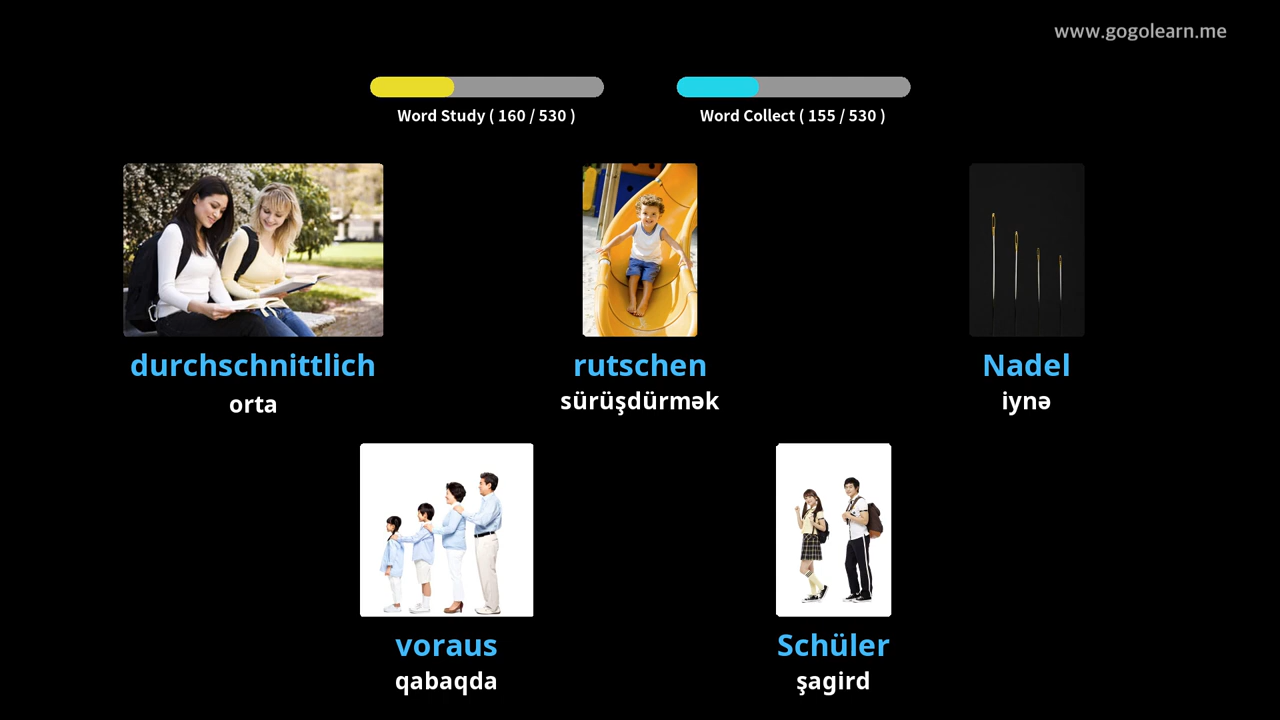 www.gogolearn.me
Word Study ( 160 / 530 )
Word Collect ( 155 / 530 )
durchschnittlich
orta
rutschen
sürüşdürmək
Nadel
iynə
voraus
qabaqda
Schüler
şagird